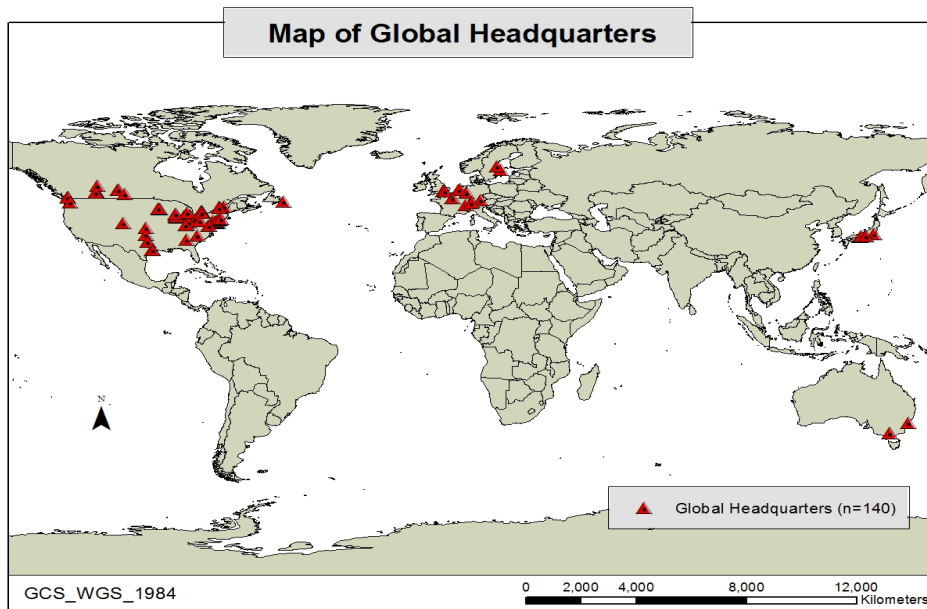 Map of Global Headquarters
N
Global Headquarters (n=140)
GCS_WGS_1984
0 2,000 4,000 8,000 12,000
Kilometers